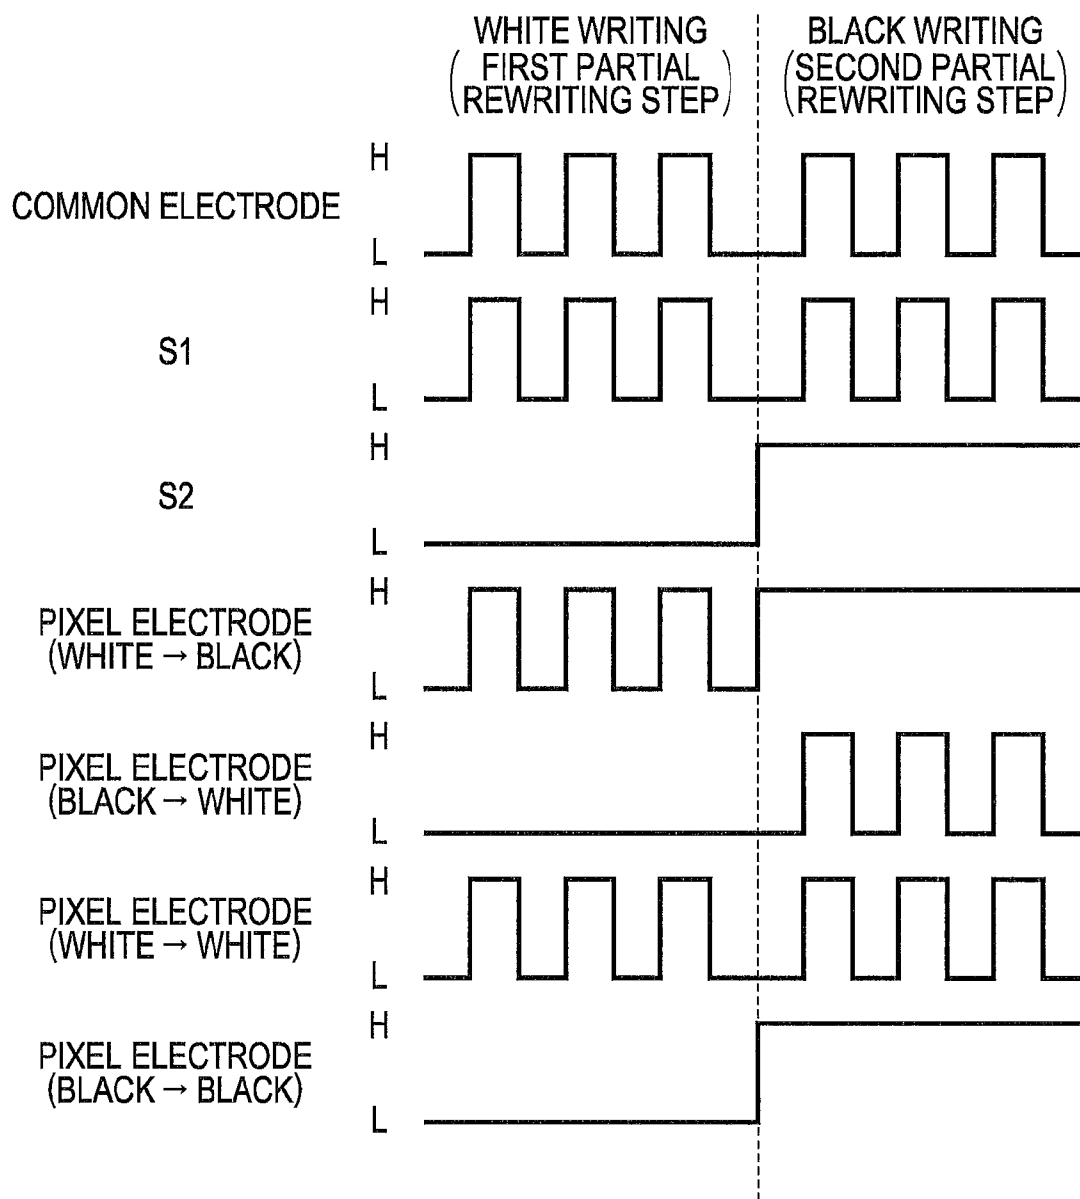 WHITE WRITING
(FIRST PARTIAL
REWRITING STEP)
BLACK WRITING
(SECOND PARTIAL
REWRITING STEP)
COMMON ELECTRODE
H
L
S1
H
L
S2
H
L
PIXEL ELECTRODE
(WHITE → BLACK)
H
L
PIXEL ELECTRODE
(BLACK → WHITE)
H
L
PIXEL ELECTRODE
(WHITE → WHITE)
H
L
PIXEL ELECTRODE
(BLACK → BLACK)
H
L